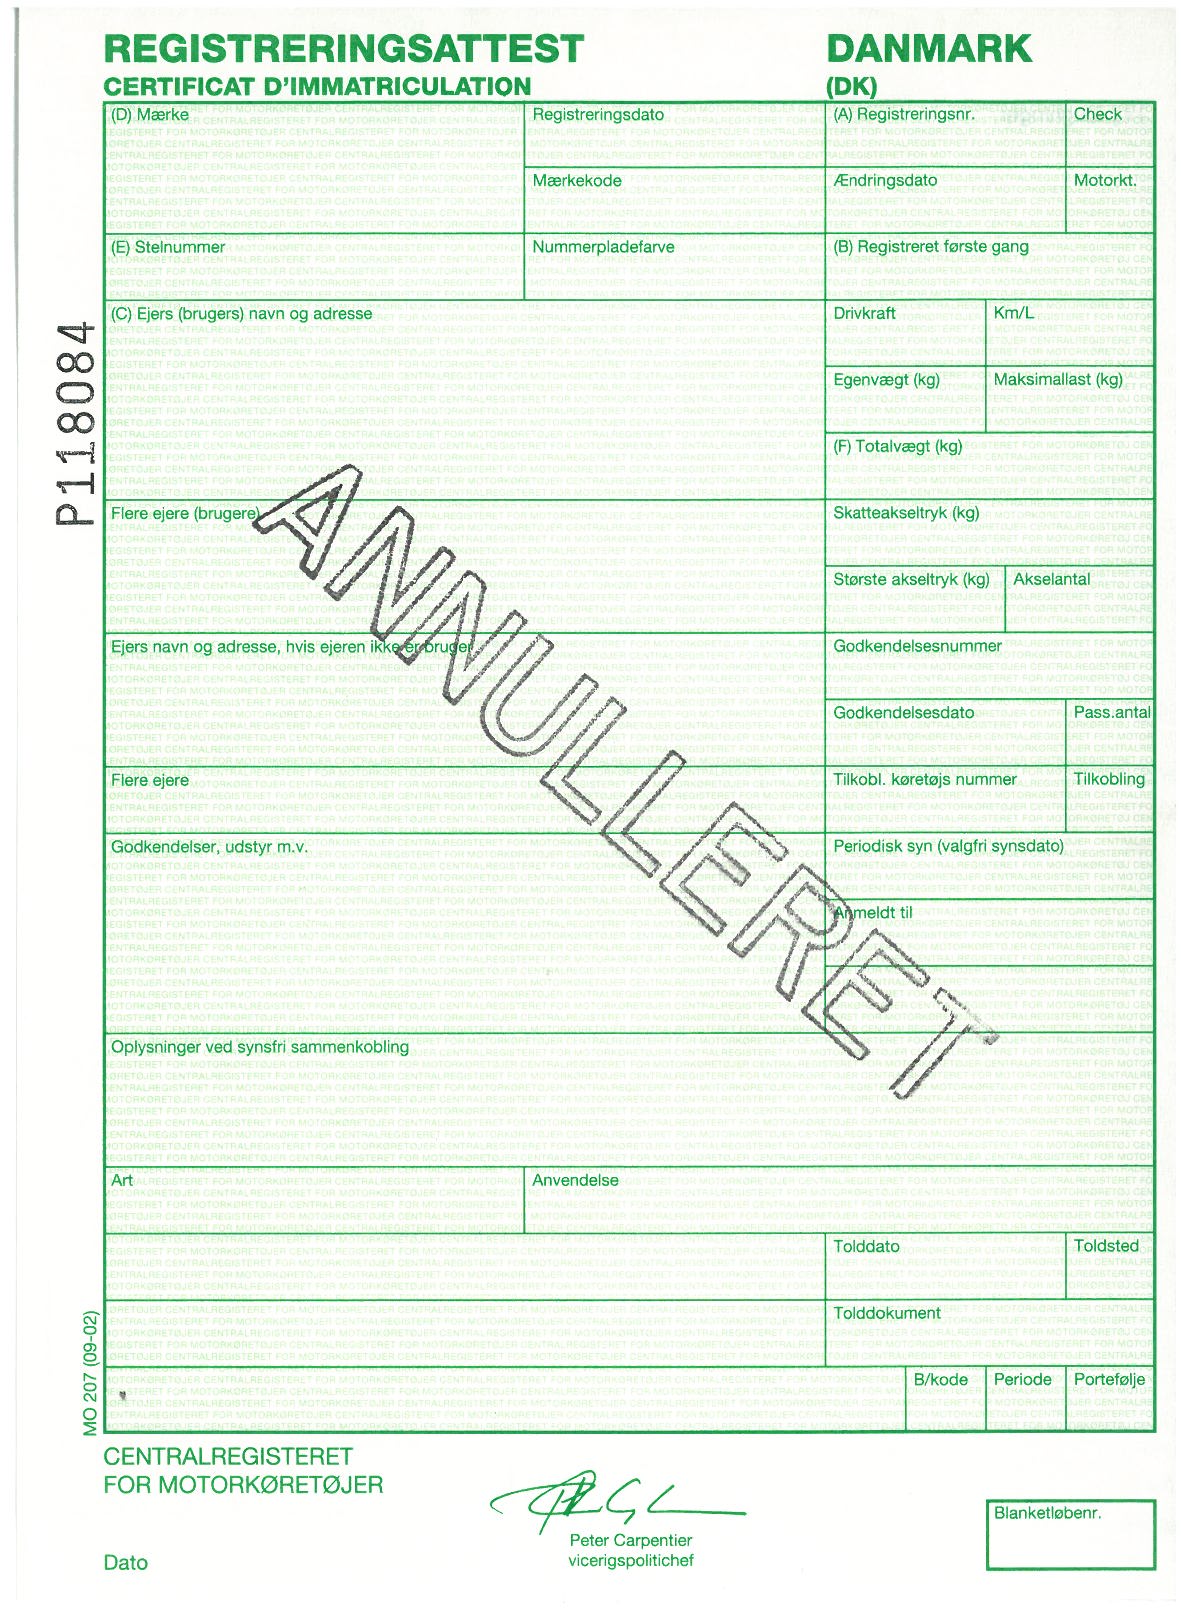 REGISTRERINGSATTEST
DANMARK
CERTIFICAT D'IMMATRICULATION
(DK)
(D) Mærke
Registreringsdato
(A) Registreringsnr.
Check
Mærkekode
Ændringsdato
Motorkt.
(E) Stelnummer
Nummerpladefarve
(B) Registreret første gang
(C) Ejers (brugers) navn og adresse
Drivkraft
Km/L
P118084
Egenvægt (kg)
Maksimallast (kg)
(F) Totalvægt (kg)
Flere ejere (brugere)
Skatteakseltryk (kg)
ANNULLERET
Største akseltryk (kg)
Akselantal
Ejers navn og adresse, hvis ejeren ikke er bruger
Godkendelsesnummer
Godkendelsesdato
Pass.antal
Flere ejere
Tilkobl. køretøjs nummer
Tilkobling
Godkendelser, udstyr m.v.
Periodisk syn (valgfri synsdato)
Anmeldt til
Oplysninger ved synsfri sammenkobling
Art
Anvendelse
Tolddato
Toldsted
Tolddokument
MO 207 (09-02)
B/kode
Periode
Portefølje
CENTRALREGISTERET
FOR MOTORKØRETØJER
Blanketløbenr.
Peter Carpentier
vicerigspolitichef
Dato